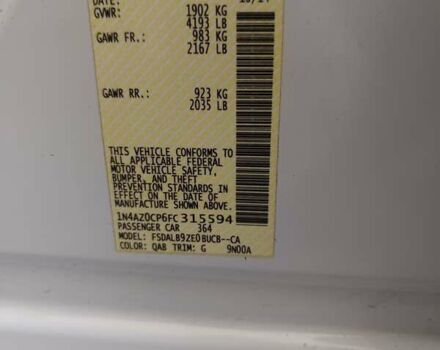 DATE:
GVWR: 1902 KG
4193 LB
GAWR FR.: 983 KG
2167 LB
GAWR RR.: 923 KG
2035 LB
THIS VEHICLE CONFORMS TO
ALL APPLICABLE FEDERAL
MOTOR VEHICLE SAFETY,
BUMPER, AND THEFT
PREVENTION STANDARDS IN
EFFECT ON THE DATE OF
MANUFACTURE SHOWN ABOVE.
1N4AZ0CP6FC315594
PASSENGER CAR 364
MODEL: FSDALB9ZE0BUCB--CA
COLOR: QAB TRIM: G 9N00A